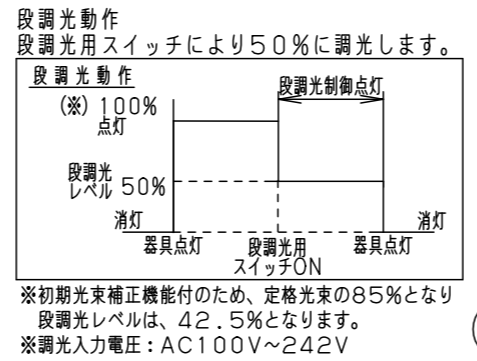 段調光動作
段調光用スイッチにより50％に調光します。
段調光動作
(※) 100%
点灯
段調光制御点灯
段調光
レベル 50%
消灯
消灯
器具点灯
段調光用
スイッチON
器具点灯
※初期光束補正機能付のため、定格光束の85％となり
段調光レベルは、42.5％となります。
※調光入力電圧：AC100V～242V